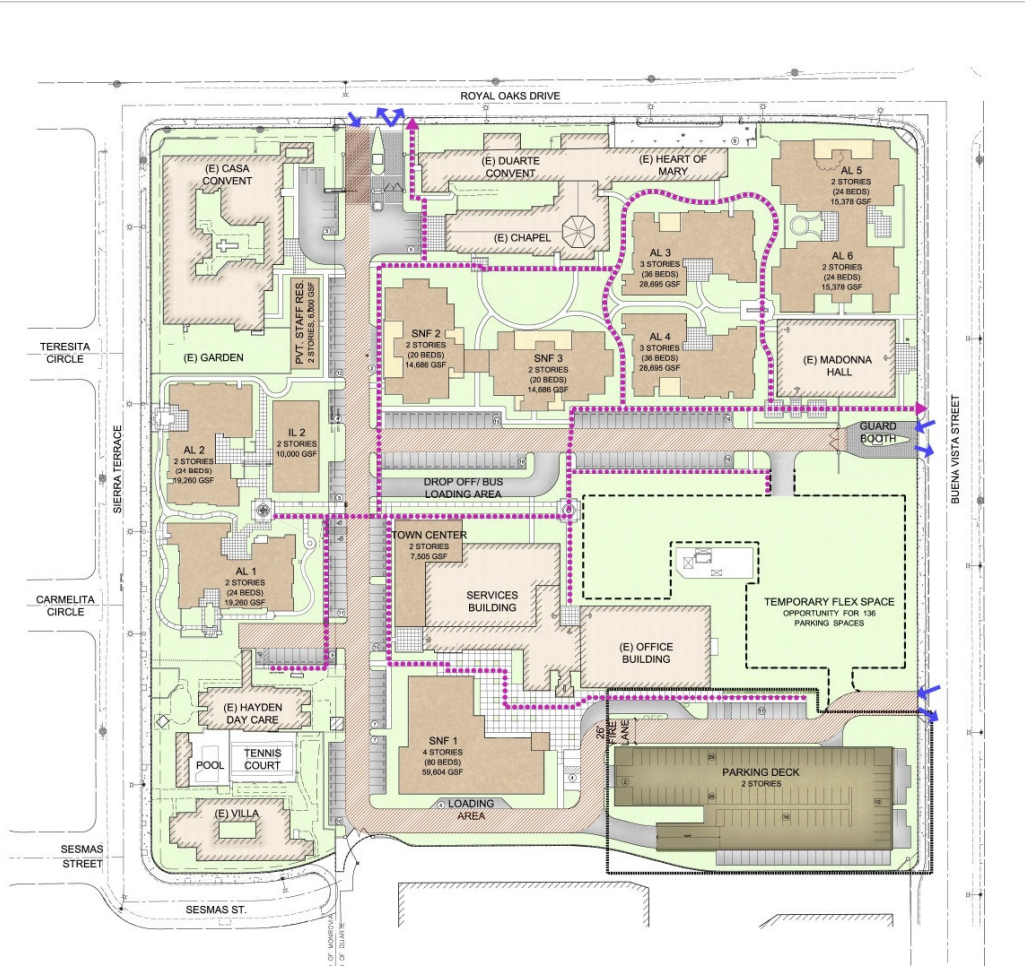 ROYAL OAKS DRIVE
(E) CASA
CONVENT
(E) DUARTE
CONVENT
(E) HEART OF
MARY
(E) CHAPEL
AL 5
2 STORIES
(24 BEDS)
15,378 GSF
AL 3
3 STORIES
(36 BEDS)
28,695 GSF
AL 6
2 STORIES
(24 BEDS)
15,378 GSF
PVT. STAFF RES.
2 STORIES, 6,000 GSF
SNF 2
2 STORIES
(20 BEDS)
14,686 GSF
SNF 3
2 STORIES
(20 BEDS)
14,686 GSF
AL 4
3 STORIES
(36 BEDS)
28,695 GSF
(E) MADONNA
HALL
TERESITA
CIRCLE
(E) GARDEN
SIERRA TERRACE
BUENA VISTA STREET
AL 2
2 STORIES
(24 BEDS)
19,260 GSF
IL 2
2 STORIES
10,000 GSF
GUARD
BOOTH
DROP OFF/ BUS
LOADING AREA
TOWN CENTER
2 STORIES
7,505 GSF
AL 1
2 STORIES
(24 BEDS)
19,260 GSF
SERVICES
BUILDING
CARMELITA
CIRCLE
TEMPORARY FLEX SPACE
OPPORTUNITY FOR 136
PARKING SPACES
(E) OFFICE
BUILDING
(E) HAYDEN
DAY CARE
26'
FIRE
LANE
SNF 1
4 STORIES
(80 BEDS)
59,604 GSF
POOL
TENNIS
COURT
PARKING DECK
2 STORIES
LOADING
AREA
(E) VILLA
SESMAS
STREET
SESMAS ST.
OF MONROVIA
OF DUARTE